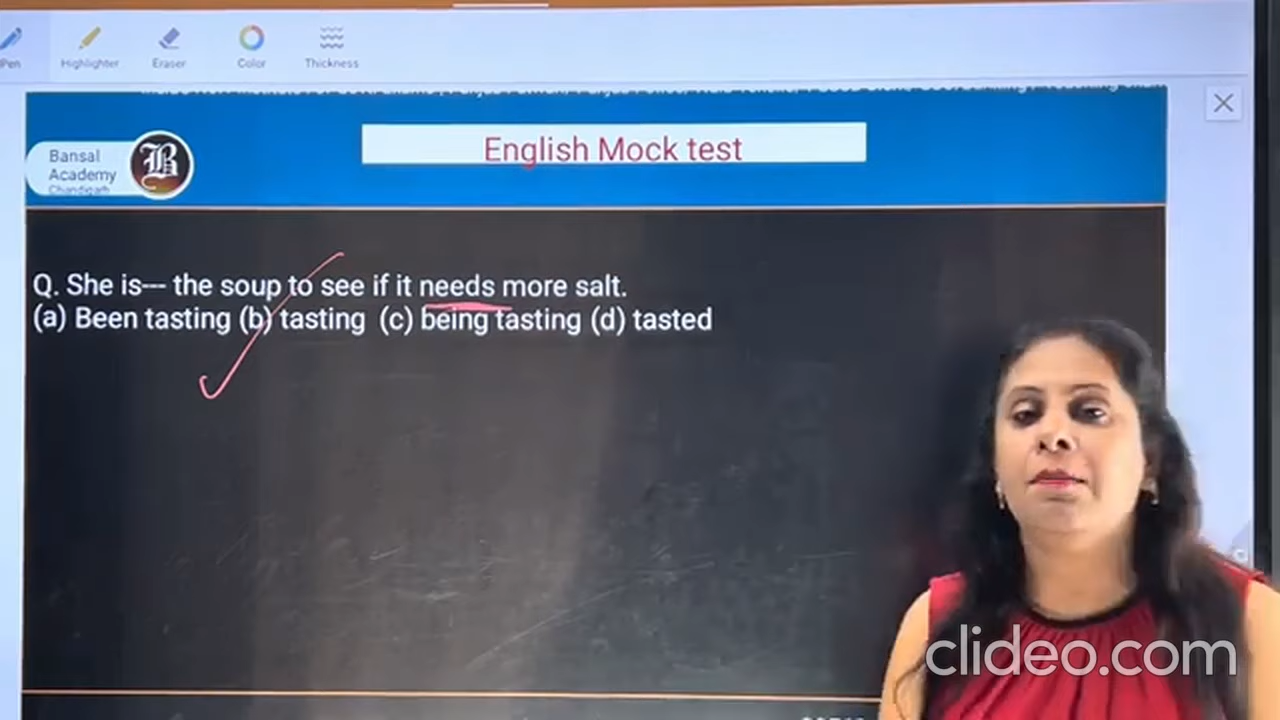 Pen Highlighter Eraser Color Thickness
Bansal
Academy
Chandigarh
B
English Mock test
Q. She is--- the soup to see if it needs more salt.
(a) Been tasting (b) tasting (c) being tasting (d) tasted
clideo.com